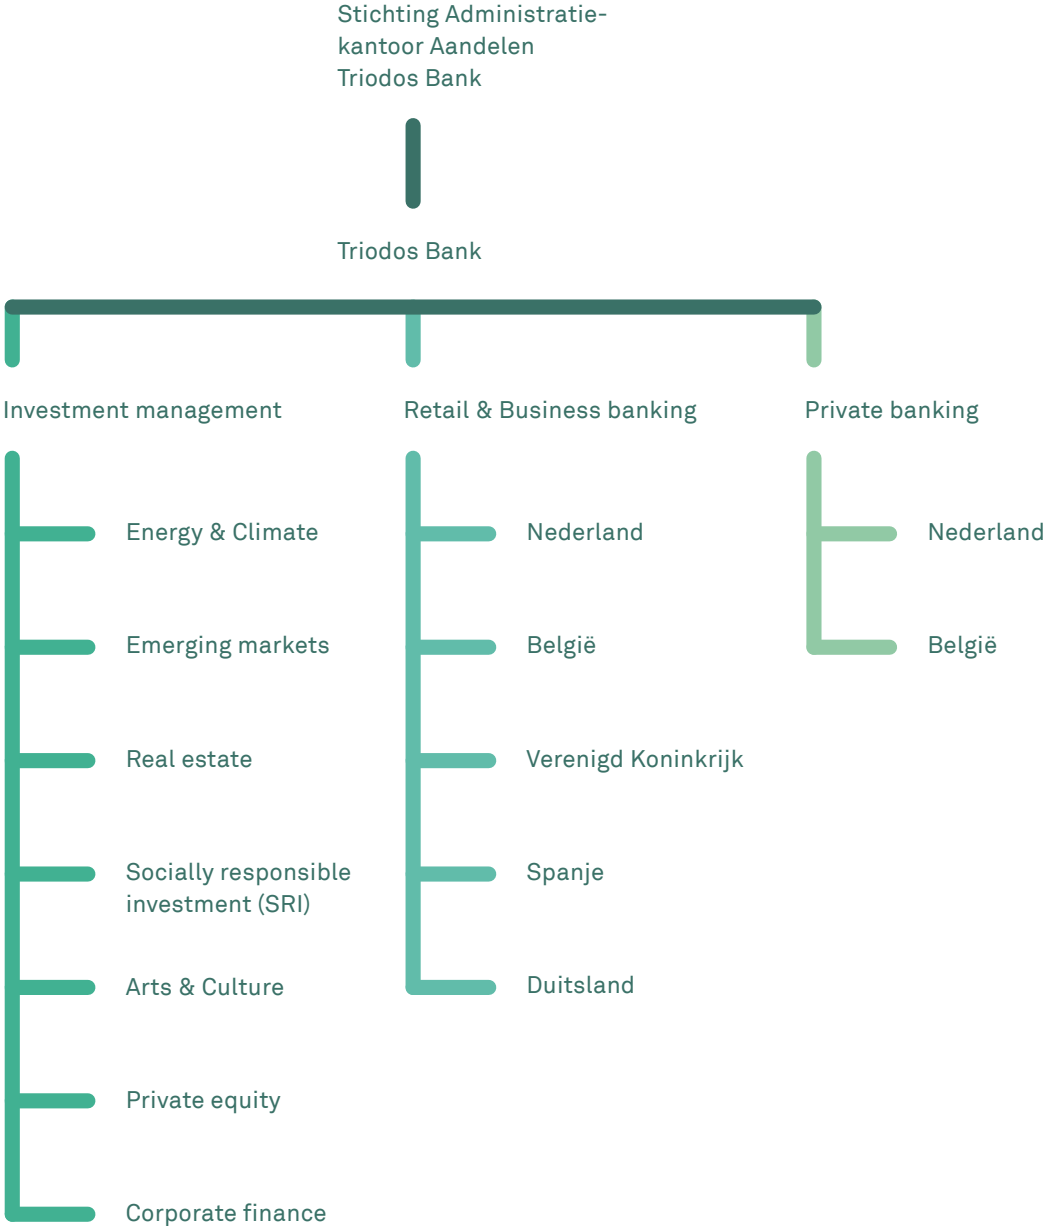 Stichting Administratie-
kantoor Aandelen
Triodos Bank
Triodos Bank
Investment management
Energy & Climate
Emerging markets
Real estate
Socially responsible
investment (SRI)
Arts & Culture
Private equity
Corporate finance
Retail & Business banking
Nederland
België
Verenigd Koninkrijk
Spanje
Duitsland
Private banking
Nederland
België